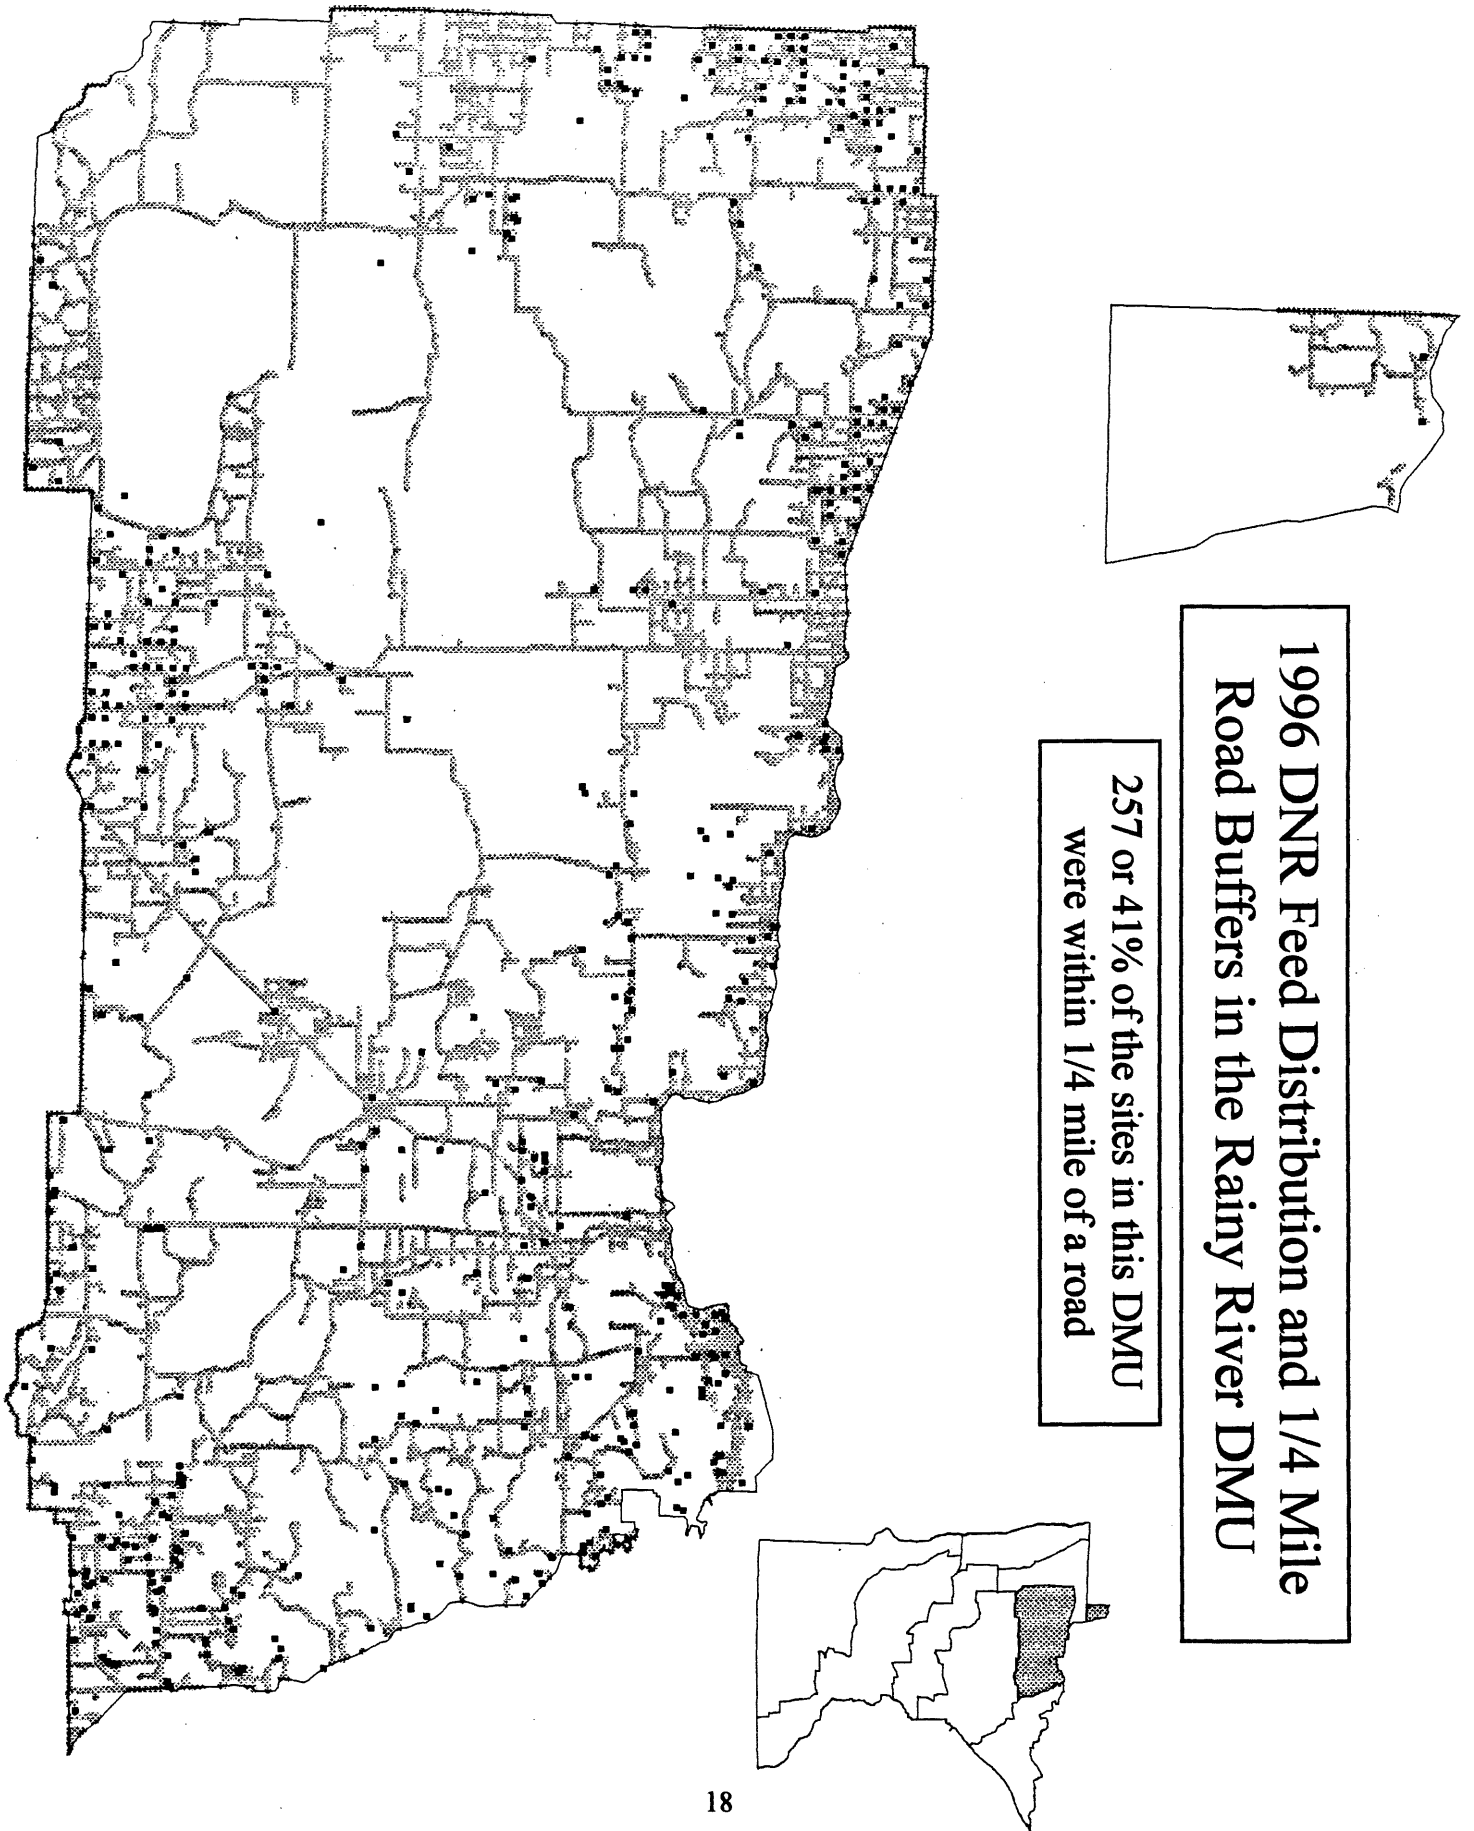 1996 DNR Feed Distribution and 1/4 Mile
Road Buffers in the Rainy River DMU
257 or 41% of the sites in this DMU
were within 1/4 mile of a road
18